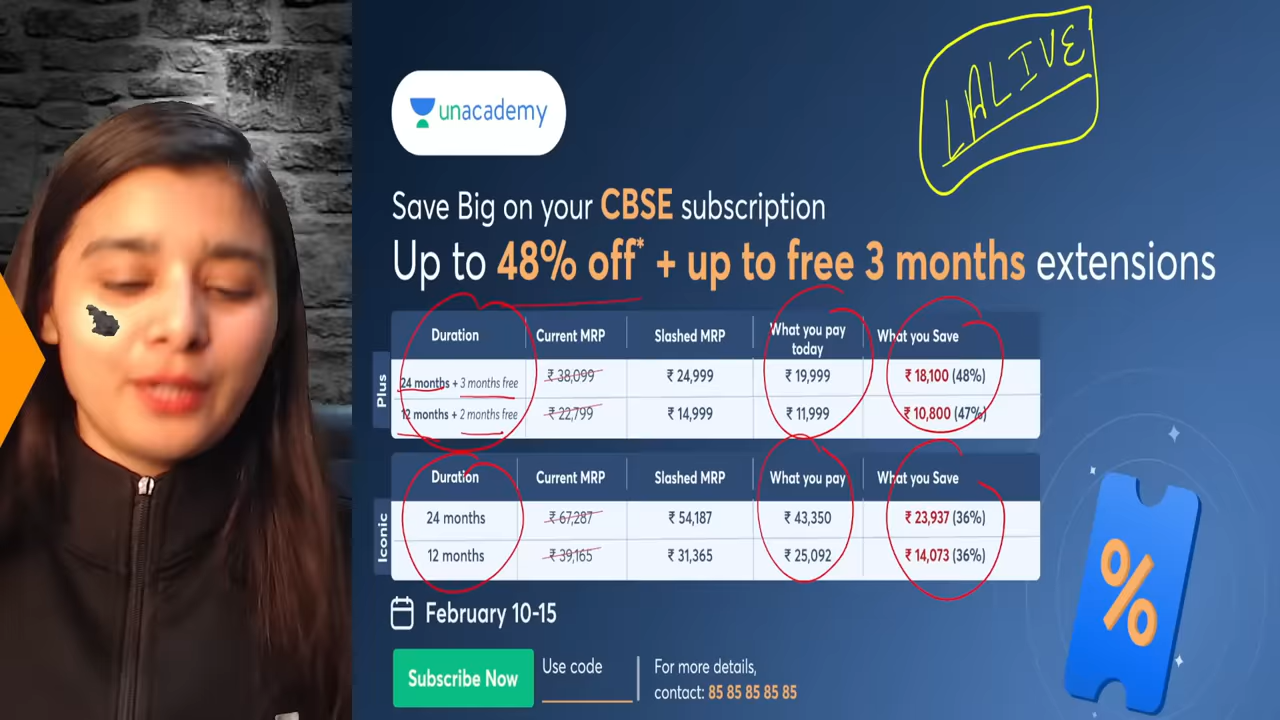 LALIVE
unacademy
Save Big on your CBSE subscription
Up to 48% off* + up to free 3 months extensions
Plus
Duration Current MRP Slashed MRP What you pay today What you Save
24 months + 3 months free ₹ 38,099 ₹ 24,999 ₹ 19,999 ₹ 18,100 (48%)
12 months + 2 months free ₹ 22,799 ₹ 14,999 ₹ 11,999 ₹ 10,800 (47%)
Iconic
Duration Current MRP Slashed MRP What you pay What you Save
24 months ₹ 67,287 ₹ 54,187 ₹ 43,350 ₹ 23,937 (36%)
12 months ₹ 39,165 ₹ 31,365 ₹ 25,092 ₹ 14,073 (36%)
February 10-15
Subscribe Now
Use code
For more details,
contact: 85 85 85 85 85
%